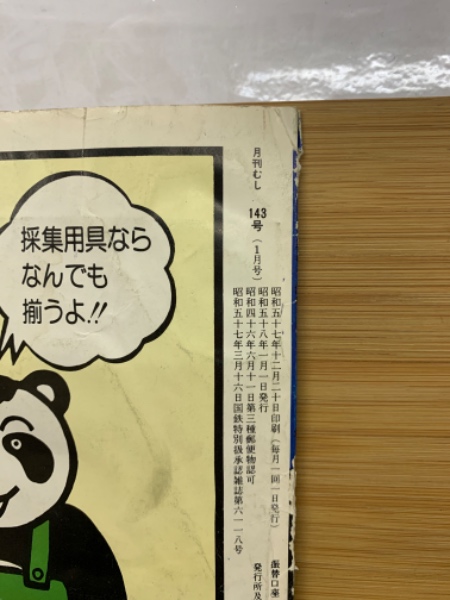 採集用具なら
なんでも
揃うよ!!
月刊むし
143号(1月号)
昭和五十七年十二月二十日印刷(毎月一回一日発行)
昭和五十八年一月一日発行
昭和四十六年六月十一日第三種郵便物認可
昭和五十七年三月十六日国鉄特別扱承認雑誌第六一一八号
振替口座
発行所及